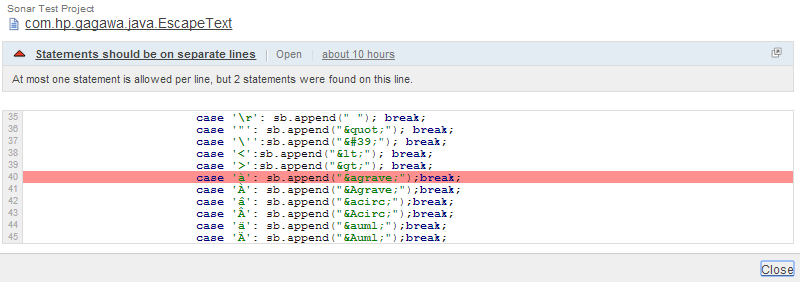 Sonar Test Project
com.hp.gagawa.java.EscapeText
Statements should be on separate lines Open about 10 hours
At most one statement is allowed per line, but 2 statements were found on this line.
35 case '\r': sb.append(" "); break;
36 case '"': sb.append("&quot;"); break;
37 case '\'':sb.append("&#39;"); break;
38 case '<':sb.append("&lt;"); break;
39 case '>':sb.append("&gt;"); break;
40 case 'à': sb.append("&agrave;");break;
41 case 'À': sb.append("&Agrave;");break;
42 case 'â': sb.append("&acirc;");break;
43 case 'Â': sb.append("&Acirc;");break;
44 case 'ä': sb.append("&auml;");break;
45 case 'Ä': sb.append("&Auml;");break;
Close